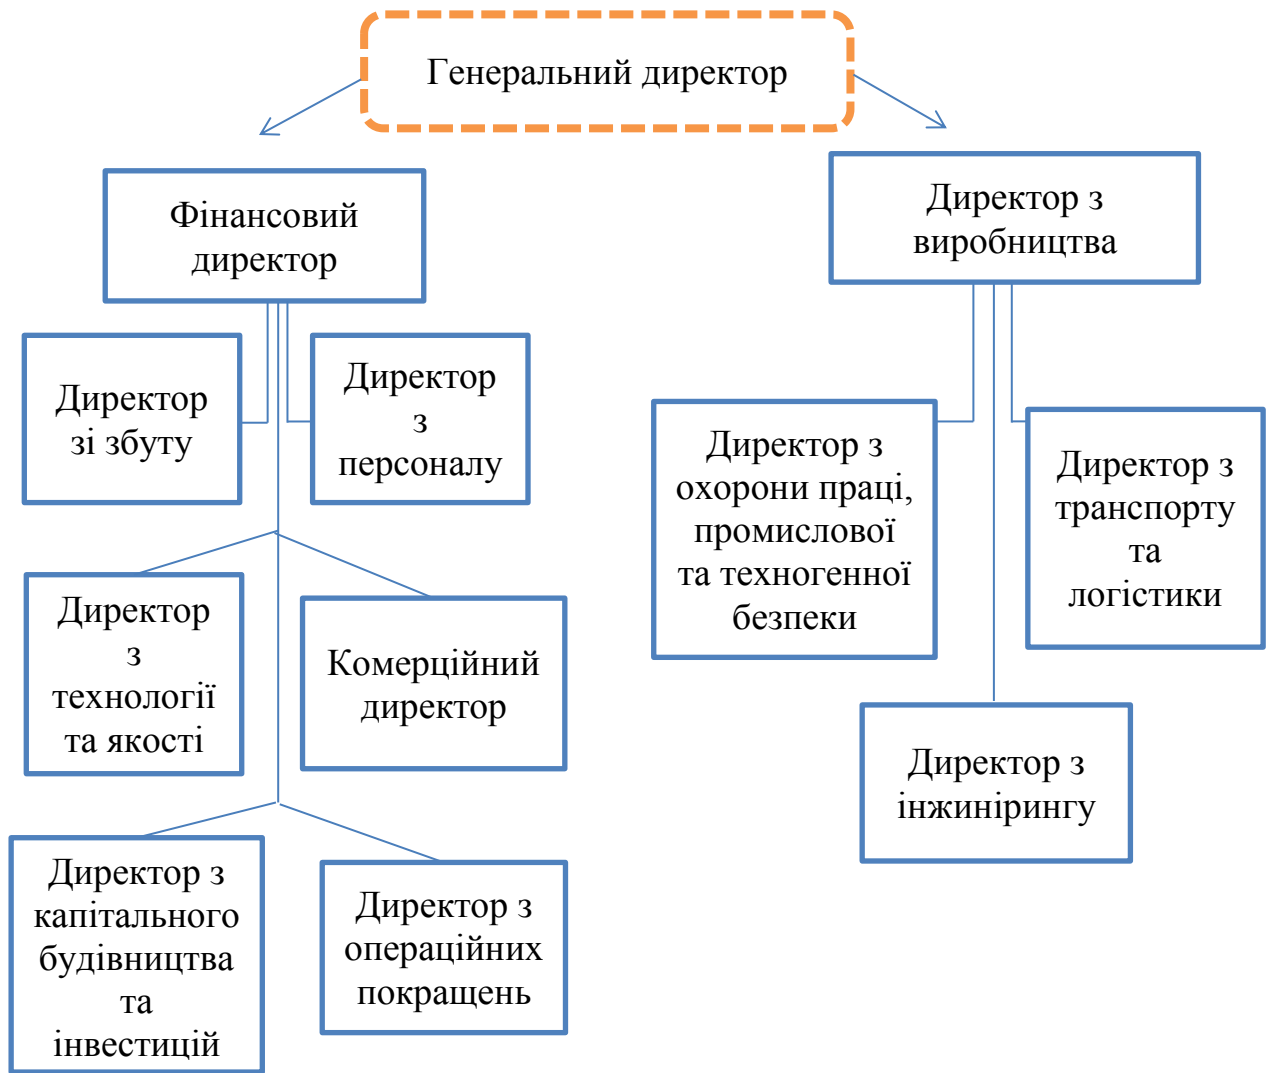 Генеральний директор
Фінансовий
директор
Директор з
виробництва
Директор
зі збуту
Директор
з
персоналу
Директор з
охорони праці,
промислової
та техногенної
безпеки
Директор з
транспорту
та
логістики
Директор
з
технології
та якості
Комерційний
директор
Директор з
інжинірингу
Директор з
капітального
будівництва
та
інвестицій
Директор з
операційних
покращень